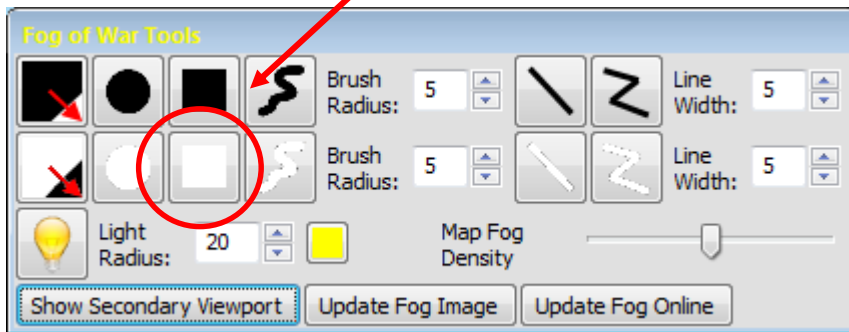 Fog of War Tools
Brush Radius: 5 Line Width: 5
Brush Radius: 5 Line Width: 5
Light Radius: 20 Map Fog Density
Show Secondary Viewport Update Fog Image Update Fog Online